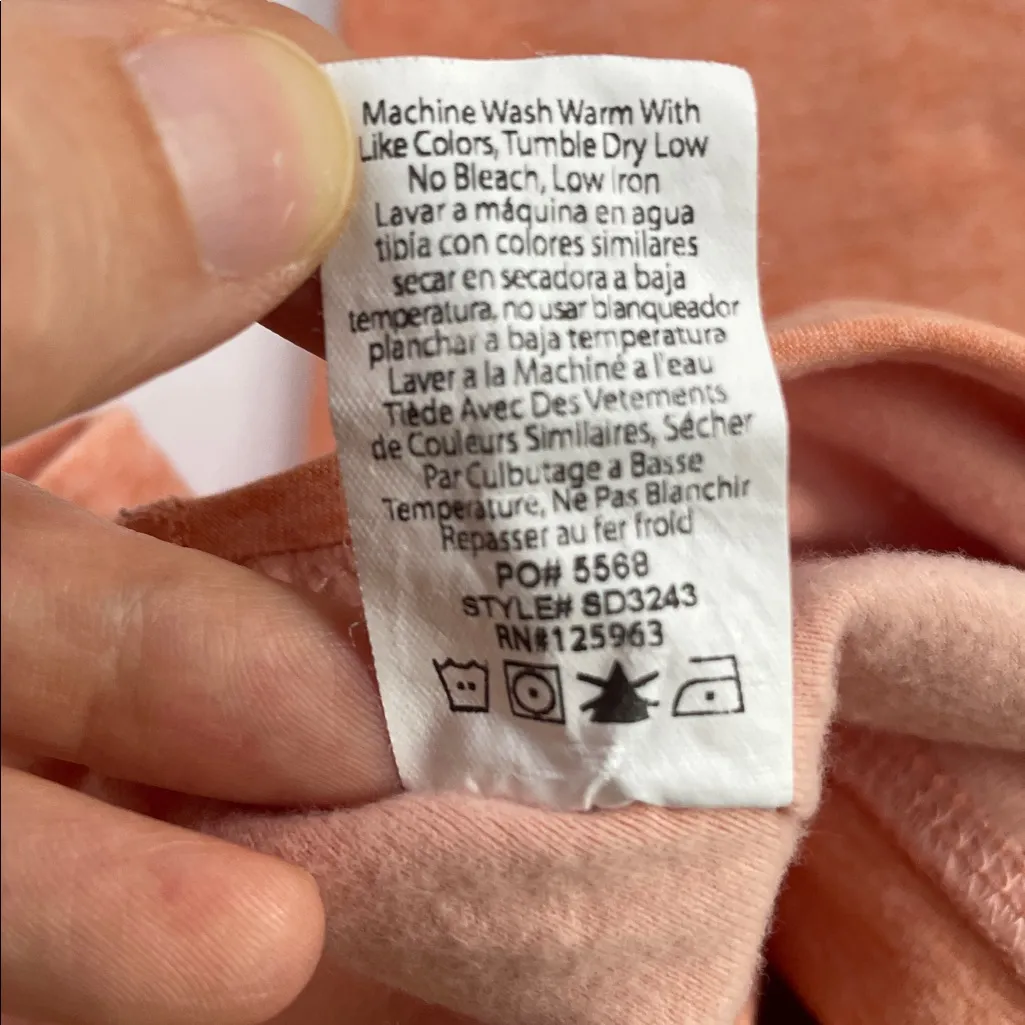 Machine Wash Warm With
Like Colors, Tumble Dry Low
No Bleach, Low Iron
Lavar a máquina en agua
tibia con colores similares
secar en secadora a baja
temperatura, no usar blanqueador
planchar a baja temperatura
Laver a la Machiné a l'eau
Tiède Avec Des Vetements
de Couleurs Similaires, Sécher
Par Culbutage a Basse
Temperature, Ne Pas Blanchir
Repasser au fer froid
PO# 5568
STYLE# SD3243
RN#125963